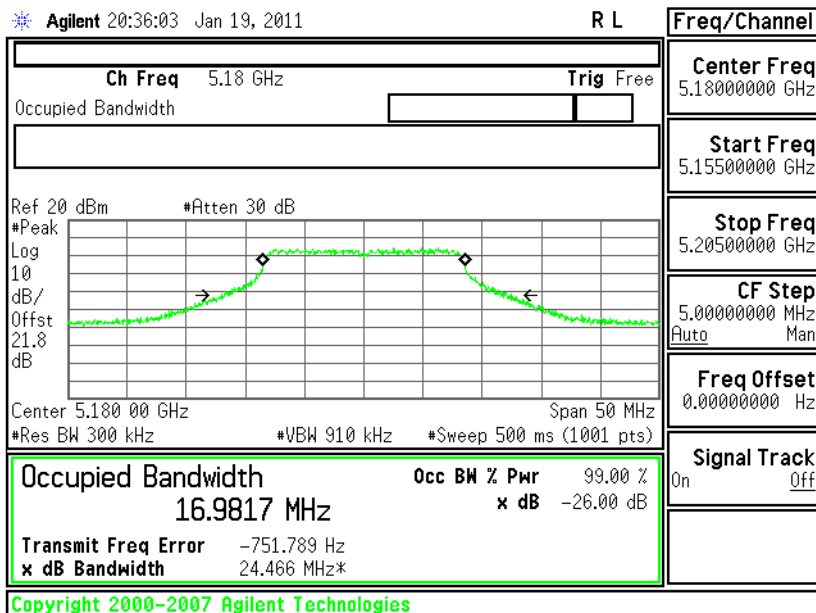 Agilent 20:36:03 Jan 19, 2011 R L
Ch Freq 5.18 GHz Trig Free
Occupied Bandwidth
Ref 20 dBm #Atten 30 dB
#Peak
Log
10
dB/
Offst
21.8
dB
Center 5.180 00 GHz Span 50 MHz
#Res BW 300 kHz #VBW 910 kHz #Sweep 500 ms (1001 pts)
Occupied Bandwidth Occ BW % Pwr 99.00 %
16.9817 MHz x dB -26.00 dB
Transmit Freq Error -751.789 Hz
x dB Bandwidth 24.466 MHz*
Copyright 2000-2007 Agilent Technologies
Freq/Channel
Center Freq
5.18000000 GHz
Start Freq
5.15500000 GHz
Stop Freq
5.20500000 GHz
CF Step
5.00000000 MHz
Auto Man
Freq Offset
0.00000000 Hz
Signal Track
On Off